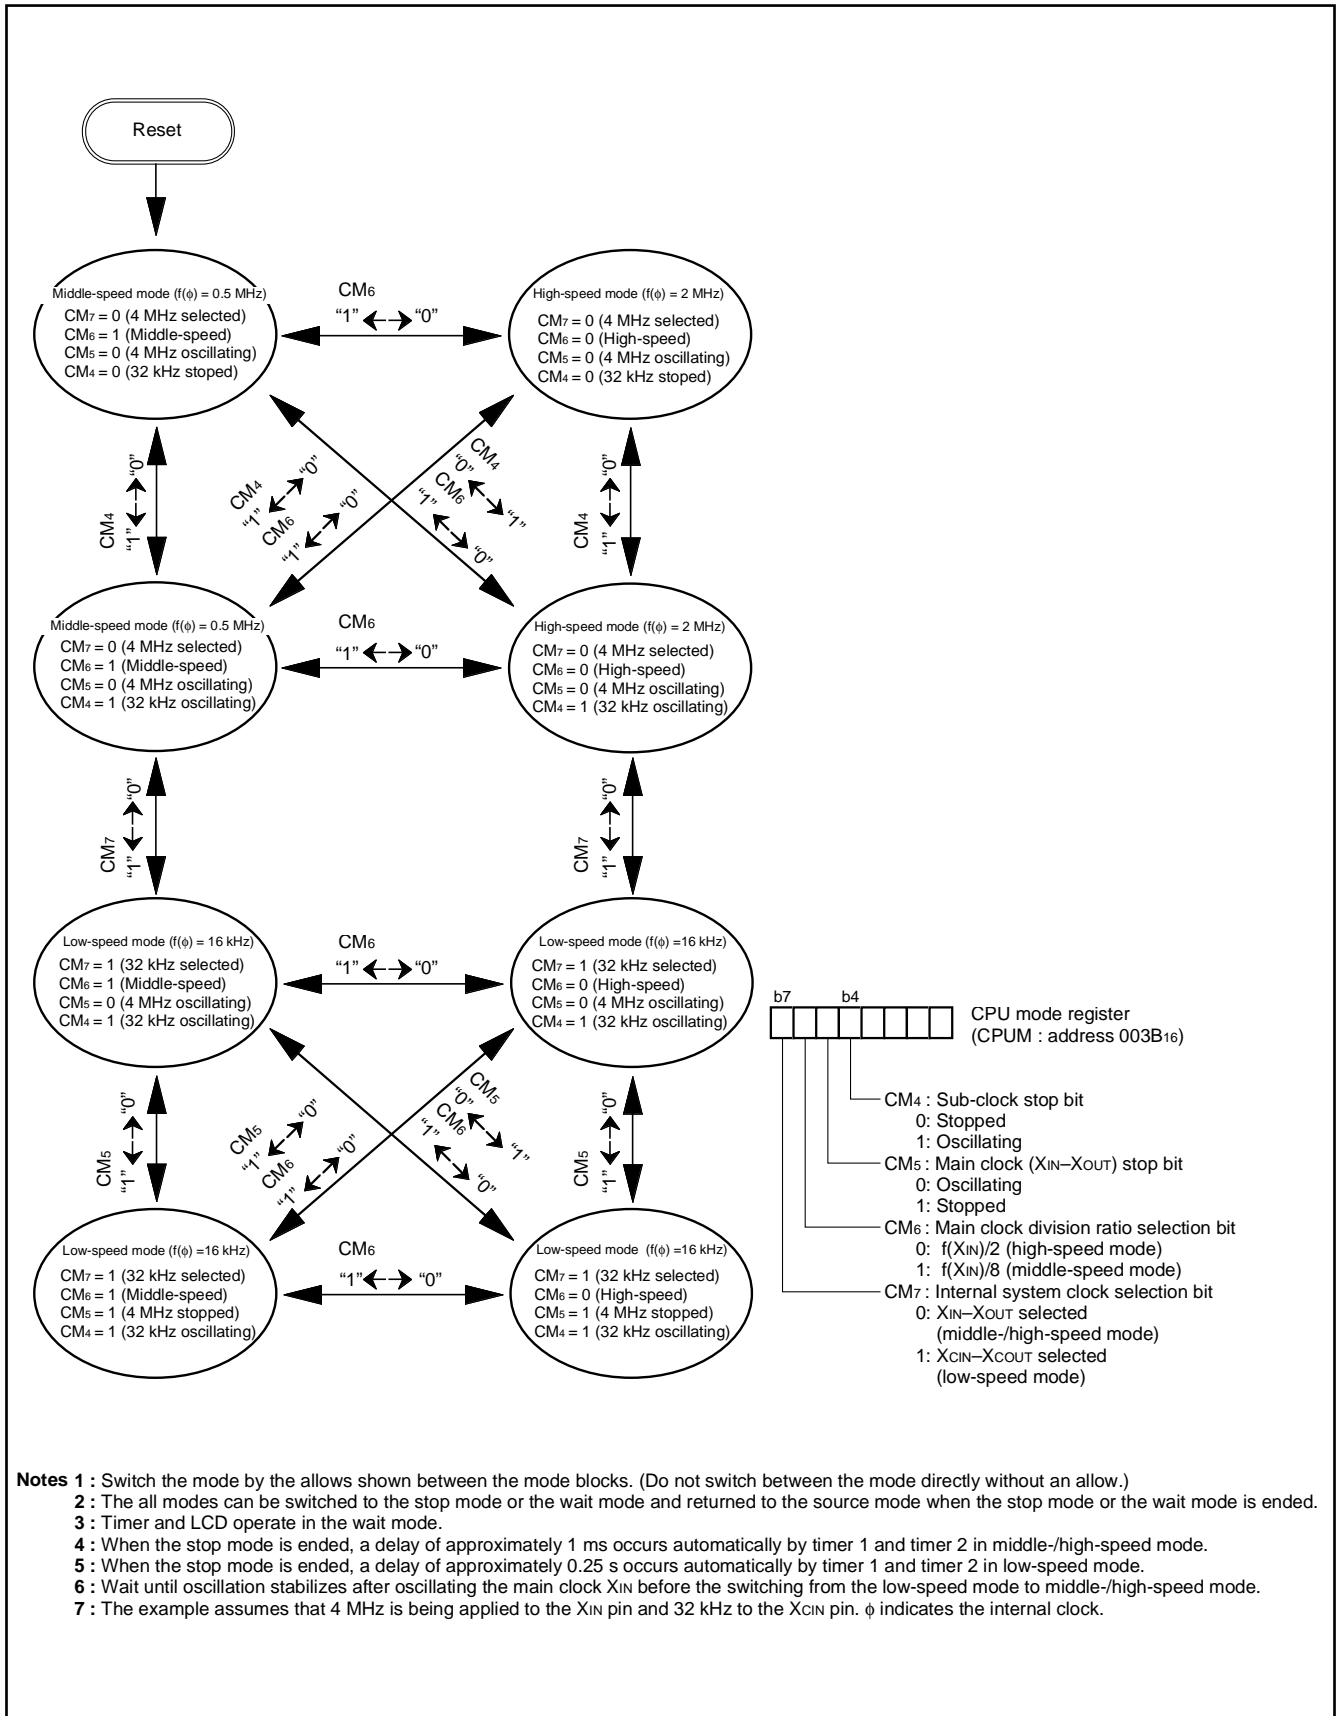 Reset
Middle-speed mode (f(ϕ) = 0.5 MHz)
CM7 = 0 (4 MHz selected)
CM6 = 1 (Middle-speed)
CM5 = 0 (4 MHz oscillating)
CM4 = 0 (32 kHz stoped)
CM6
“1” “0”
High-speed mode (f(ϕ) = 2 MHz)
CM7 = 0 (4 MHz selected)
CM6 = 0 (High-speed)
CM5 = 0 (4 MHz oscillating)
CM4 = 0 (32 kHz stoped)
CM4
“1” “0”
CM4
“1” “0”
CM6
“1” “0”
CM4
“0” “1”
CM6
“1” “0”
CM4
“1” “0”
Middle-speed mode (f(ϕ) = 0.5 MHz)
CM7 = 0 (4 MHz selected)
CM6 = 1 (Middle-speed)
CM5 = 0 (4 MHz oscillating)
CM4 = 1 (32 kHz oscillating)
CM6
“1” “0”
High-speed mode (f(ϕ) = 2 MHz)
CM7 = 0 (4 MHz selected)
CM6 = 0 (High-speed)
CM5 = 0 (4 MHz oscillating)
CM4 = 1 (32 kHz oscillating)
CM7
“1” “0”
CM7
“1” “0”
Low-speed mode (f(ϕ) = 16 kHz)
CM7 = 1 (32 kHz selected)
CM6 = 1 (Middle-speed)
CM5 = 0 (4 MHz oscillating)
CM4 = 1 (32 kHz oscillating)
CM6
“1” “0”
Low-speed mode (f(ϕ) =16 kHz)
CM7 = 1 (32 kHz selected)
CM6 = 0 (High-speed)
CM5 = 0 (4 MHz oscillating)
CM4 = 1 (32 kHz oscillating)
CM5
“1” “0”
CM5
“1” “0”
CM6
“1” “0”
CM5
“0” “1”
CM6
“1” “0”
CM5
“1” “0”
Low-speed mode (f(ϕ) =16 kHz)
CM7 = 1 (32 kHz selected)
CM6 = 1 (Middle-speed)
CM5 = 1 (4 MHz stopped)
CM4 = 1 (32 kHz oscillating)
CM6
“1” “0”
Low-speed mode (f(ϕ) =16 kHz)
CM7 = 1 (32 kHz selected)
CM6 = 0 (High-speed)
CM5 = 1 (4 MHz stopped)
CM4 = 1 (32 kHz oscillating)
b7 b4
CPU mode register
(CPUM : address 003B16)
CM4 : Sub-clock stop bit
0: Stopped
1: Oscillating
CM5 : Main clock (XIN–XOUT) stop bit
0: Oscillating
1: Stopped
CM6 : Main clock division ratio selection bit
0: f(XIN)/2 (high-speed mode)
1: f(XIN)/8 (middle-speed mode)
CM7 : Internal system clock selection bit
0: XIN–XOUT selected
(middle-/high-speed mode)
1: XCIN–XCOUT selected
(low-speed mode)
Notes 1 : Switch the mode by the allows shown between the mode blocks. (Do not switch between the mode directly without an allow.)
2 : The all modes can be switched to the stop mode or the wait mode and returned to the source mode when the stop mode or the wait mode is ended.
3 : Timer and LCD operate in the wait mode.
4 : When the stop mode is ended, a delay of approximately 1 ms occurs automatically by timer 1 and timer 2 in middle-/high-speed mode.
5 : When the stop mode is ended, a delay of approximately 0.25 s occurs automatically by timer 1 and timer 2 in low-speed mode.
6 : Wait until oscillation stabilizes after oscillating the main clock XIN before the switching from the low-speed mode to middle-/high-speed mode.
7 : The example assumes that 4 MHz is being applied to the XIN pin and 32 kHz to the XCIN pin. ϕ indicates the internal clock.